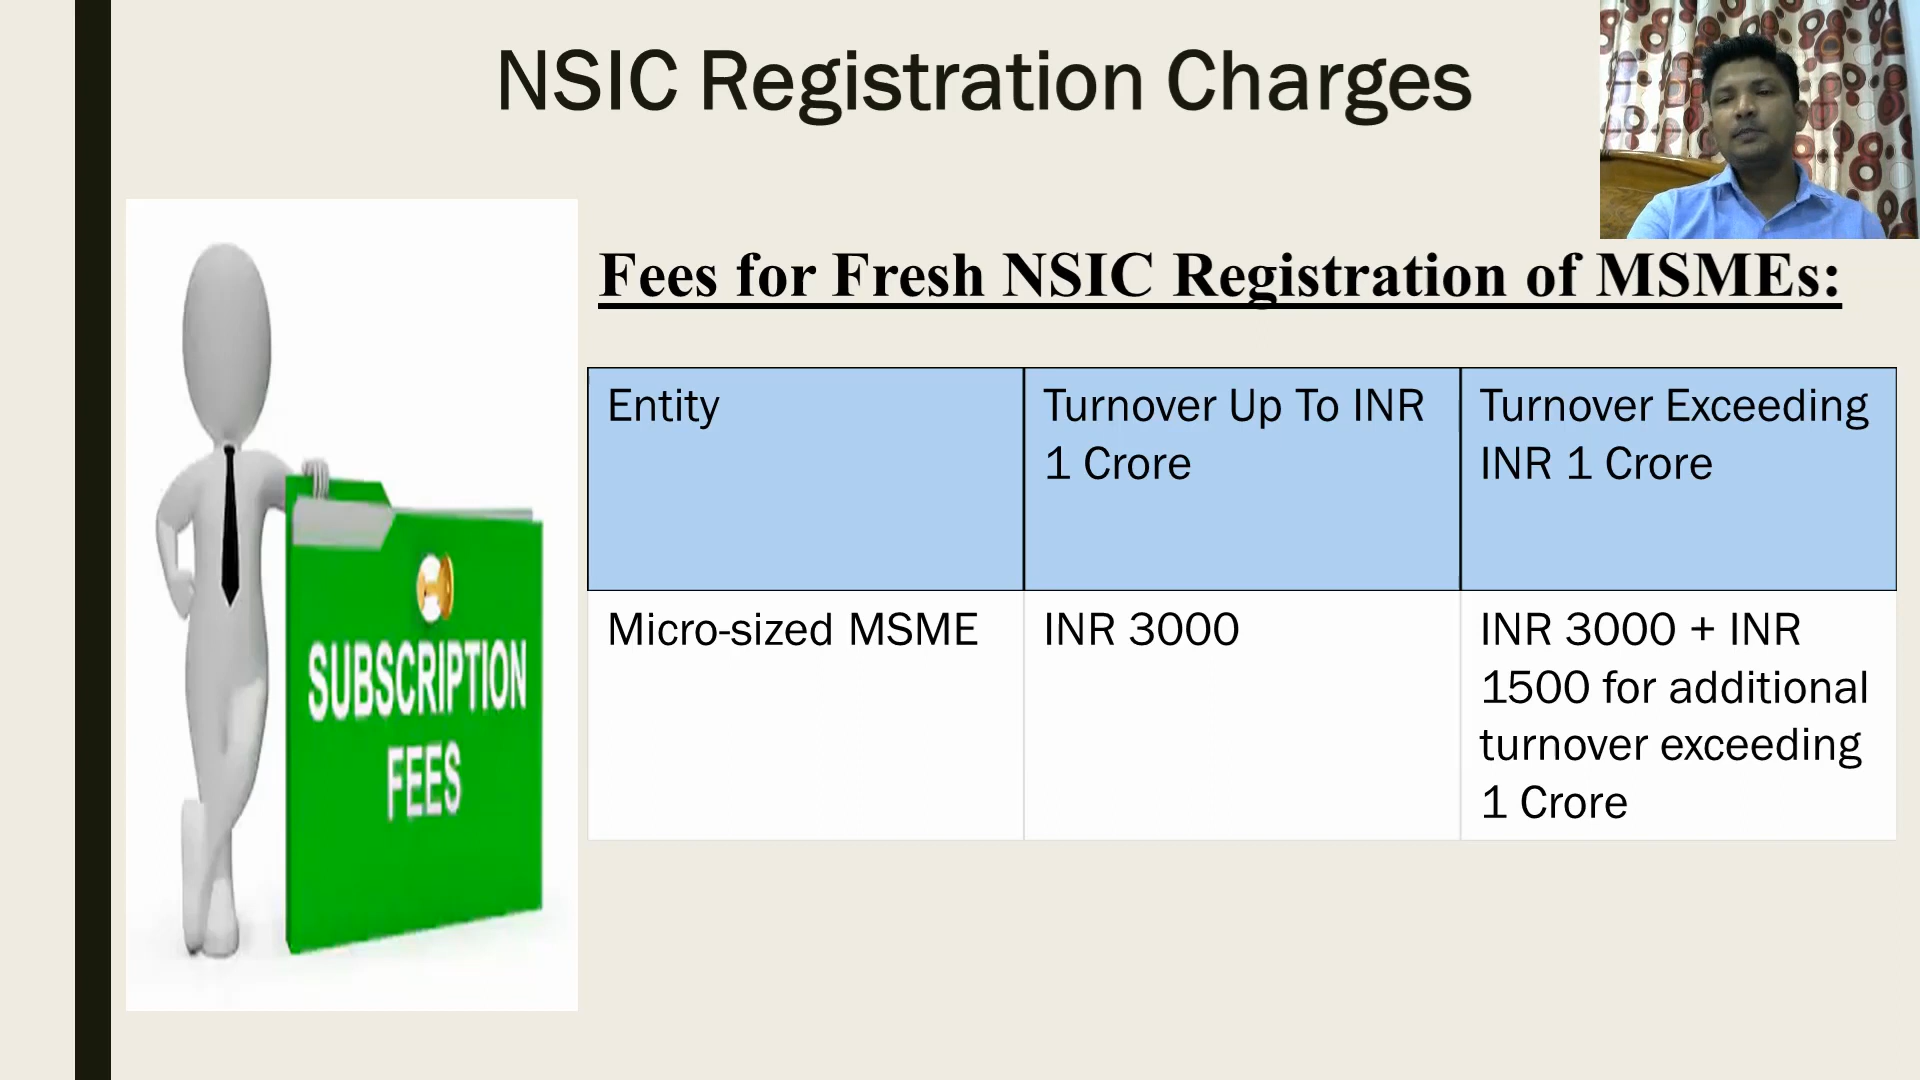 NSIC Registration Charges
Fees for Fresh NSIC Registration of MSMEs:
Entity
Turnover Up To INR
1 Crore
Turnover Exceeding
INR 1 Crore
Micro-sized MSME
INR 3000
INR 3000 + INR
1500 for additional
turnover exceeding
1 Crore
SUBSCRIPTION
FEES